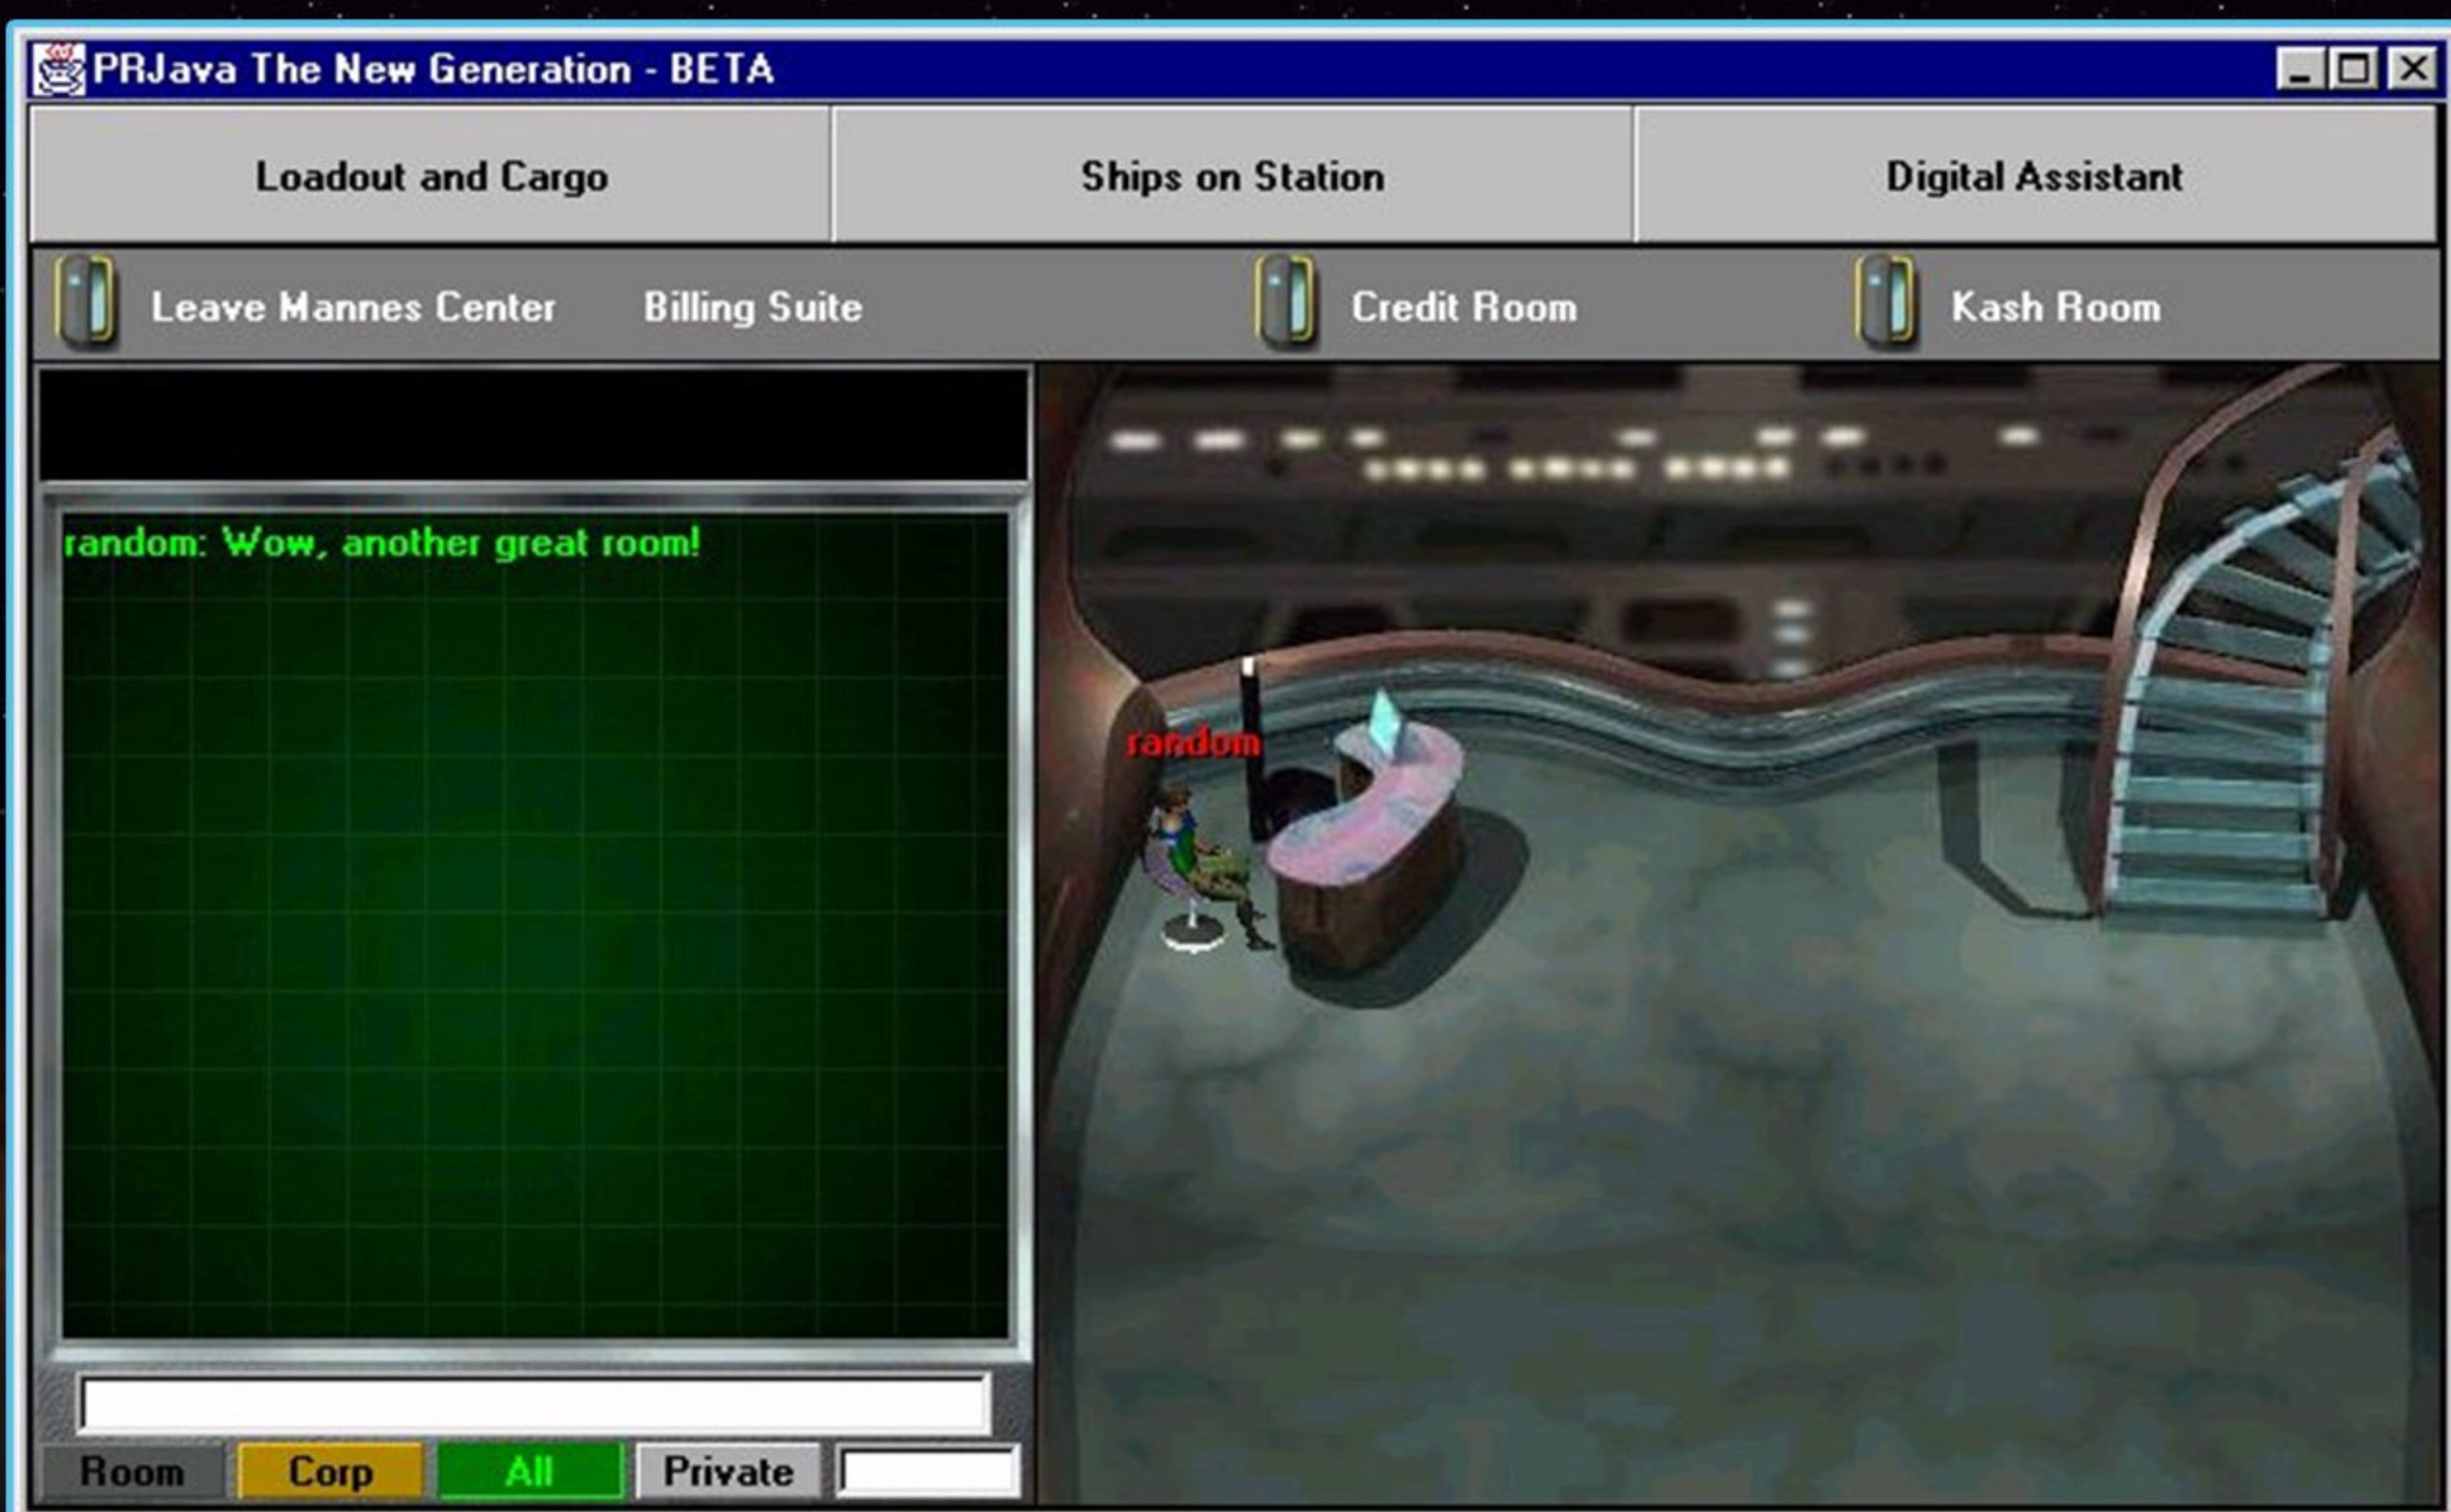 PRJava The New Generation - BETA
Loadout and Cargo Ships on Station Digital Assistant
Leave Mannes Center Billing Suite Credit Room Kash Room
random: Wow, another great room!
random
Room Corp All Private